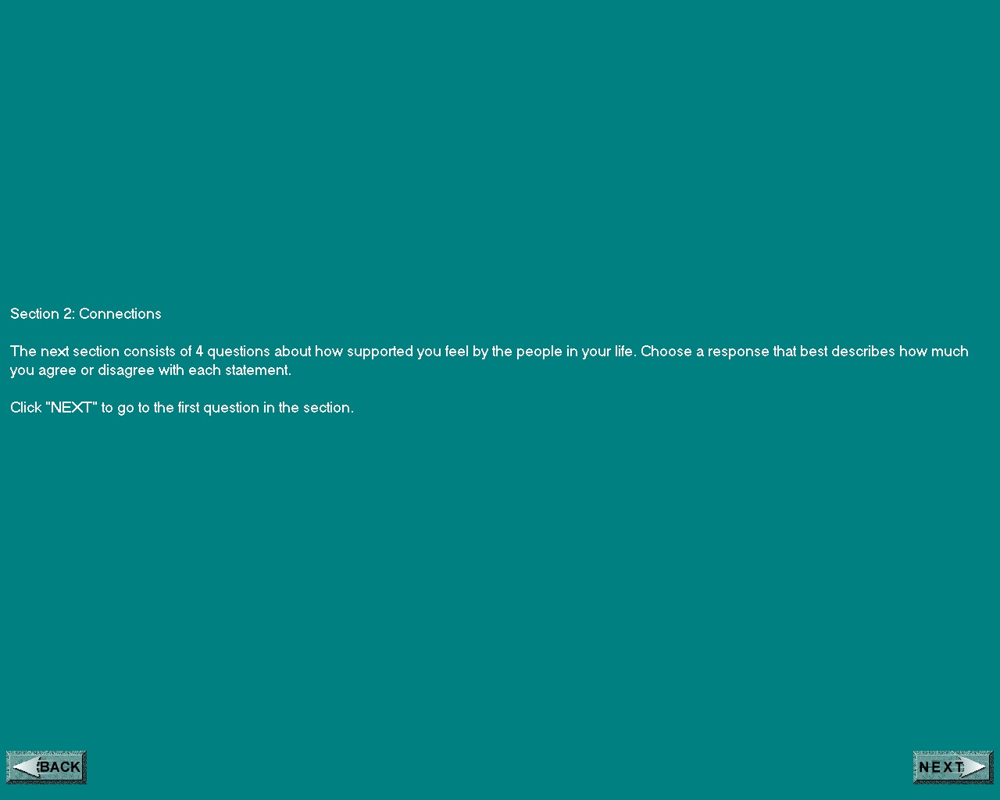 Section 2: Connections
The next section consists of 4 questions about how supported you feel by the people in your life. Choose a response that best describes how much
you agree or disagree with each statement.
Click "NEXT" to go to the first question in the section.
BACK
NEXT